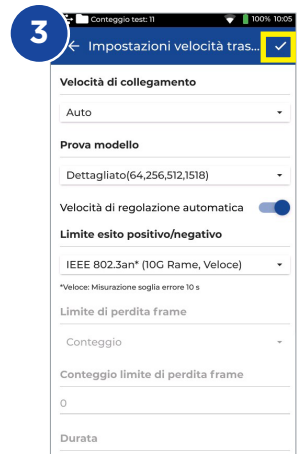 3
Conteggio test: 11 100% 10:05
Impostazioni velocità tras...
Velocità di collegamento
Auto
Prova modello
Dettagliato(64,256,512,1518)
Velocità di regolazione automatica
Limite esito positivo/negativo
IEEE 802.3an* (10G Rame, Veloce)
*Veloce: Misurazione soglia errore 10 s
Limite di perdita frame
Conteggio
Conteggio limite di perdita frame
0
Durata